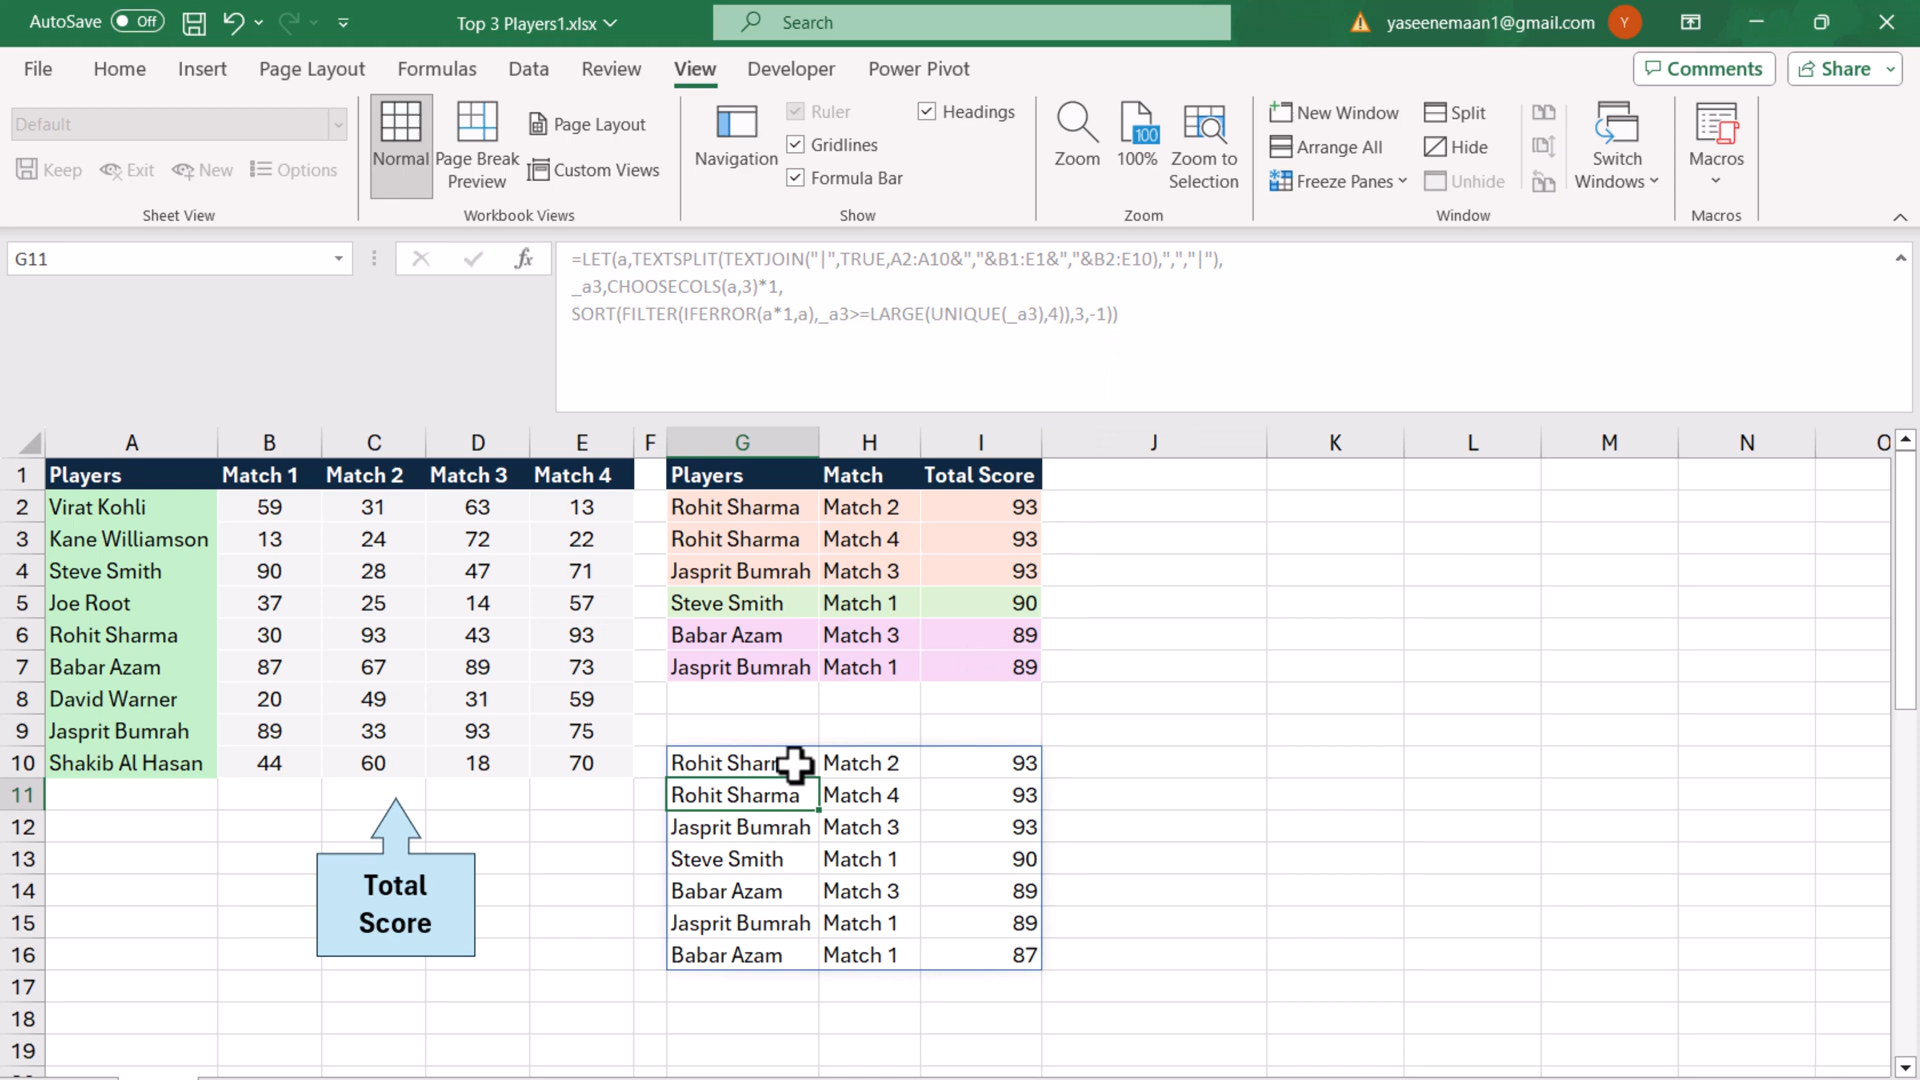 AutoSave Off Top 3 Players1.xlsx Search yaseenemaan1@gmail.com Y
File Home Insert Page Layout Formulas Data Review View Developer Power Pivot Comments Share
Default
Keep Exit New Options
Sheet View
Normal
Page Break Preview
Page Layout
Custom Views
Workbook Views
Navigation
Ruler
Gridlines
Formula Bar
Headings
Show
Zoom
100
100%
Zoom to Selection
Zoom
New Window
Arrange All
Freeze Panes
Split
Hide
Unhide
Switch Windows
Window
Macros
Macros
G11 fx
=LET(a,TEXTSPLIT(TEXTJOIN("|",TRUE,A2:A10&","&B1:E1&","&B2:E10),",","|"),
_a3,CHOOSECOLS(a,3)*1,
SORT(FILTER(IFERROR(a*1,a),_a3>=LARGE(UNIQUE(_a3),4)),3,-1))
A B C D E F G H I J K L M N O
1 Players Match 1 Match 2 Match 3 Match 4 Players Match Total Score
2 Virat Kohli 59 31 63 13 Rohit Sharma Match 2 93
3 Kane Williamson 13 24 72 22 Rohit Sharma Match 4 93
4 Steve Smith 90 28 47 71 Jasprit Bumrah Match 3 93
5 Joe Root 37 25 14 57 Steve Smith Match 1 90
6 Rohit Sharma 30 93 43 93 Babar Azam Match 3 89
7 Babar Azam 87 67 89 73 Jasprit Bumrah Match 1 89
8 David Warner 20 49 31 59
9 Jasprit Bumrah 89 33 93 75
10 Shakib Al Hasan 44 60 18 70 Rohit Sharm Match 2 93
11 Rohit Sharma Match 4 93
12 Jasprit Bumrah Match 3 93
13 Steve Smith Match 1 90
14 Babar Azam Match 3 89
15 Jasprit Bumrah Match 1 89
16 Babar Azam Match 1 87
17
18
19
Total
Score